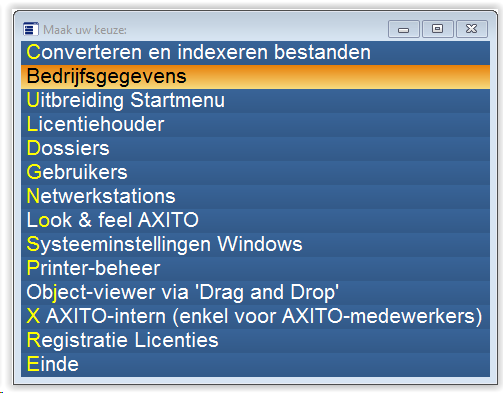 Maak uw keuze:
Converteren en indexeren bestanden
Bedrijfsgegevens
Uitbreiding Startmenu
Licentiehouder
Dossiers
Gebruikers
Netwerkstations
Look & feel AXITO
Systeeminstellingen Windows
Printer-beheer
Object-viewer via 'Drag and Drop'
X AXITO-intern (enkel voor AXITO-medewerkers)
Registratie Licenties
Einde